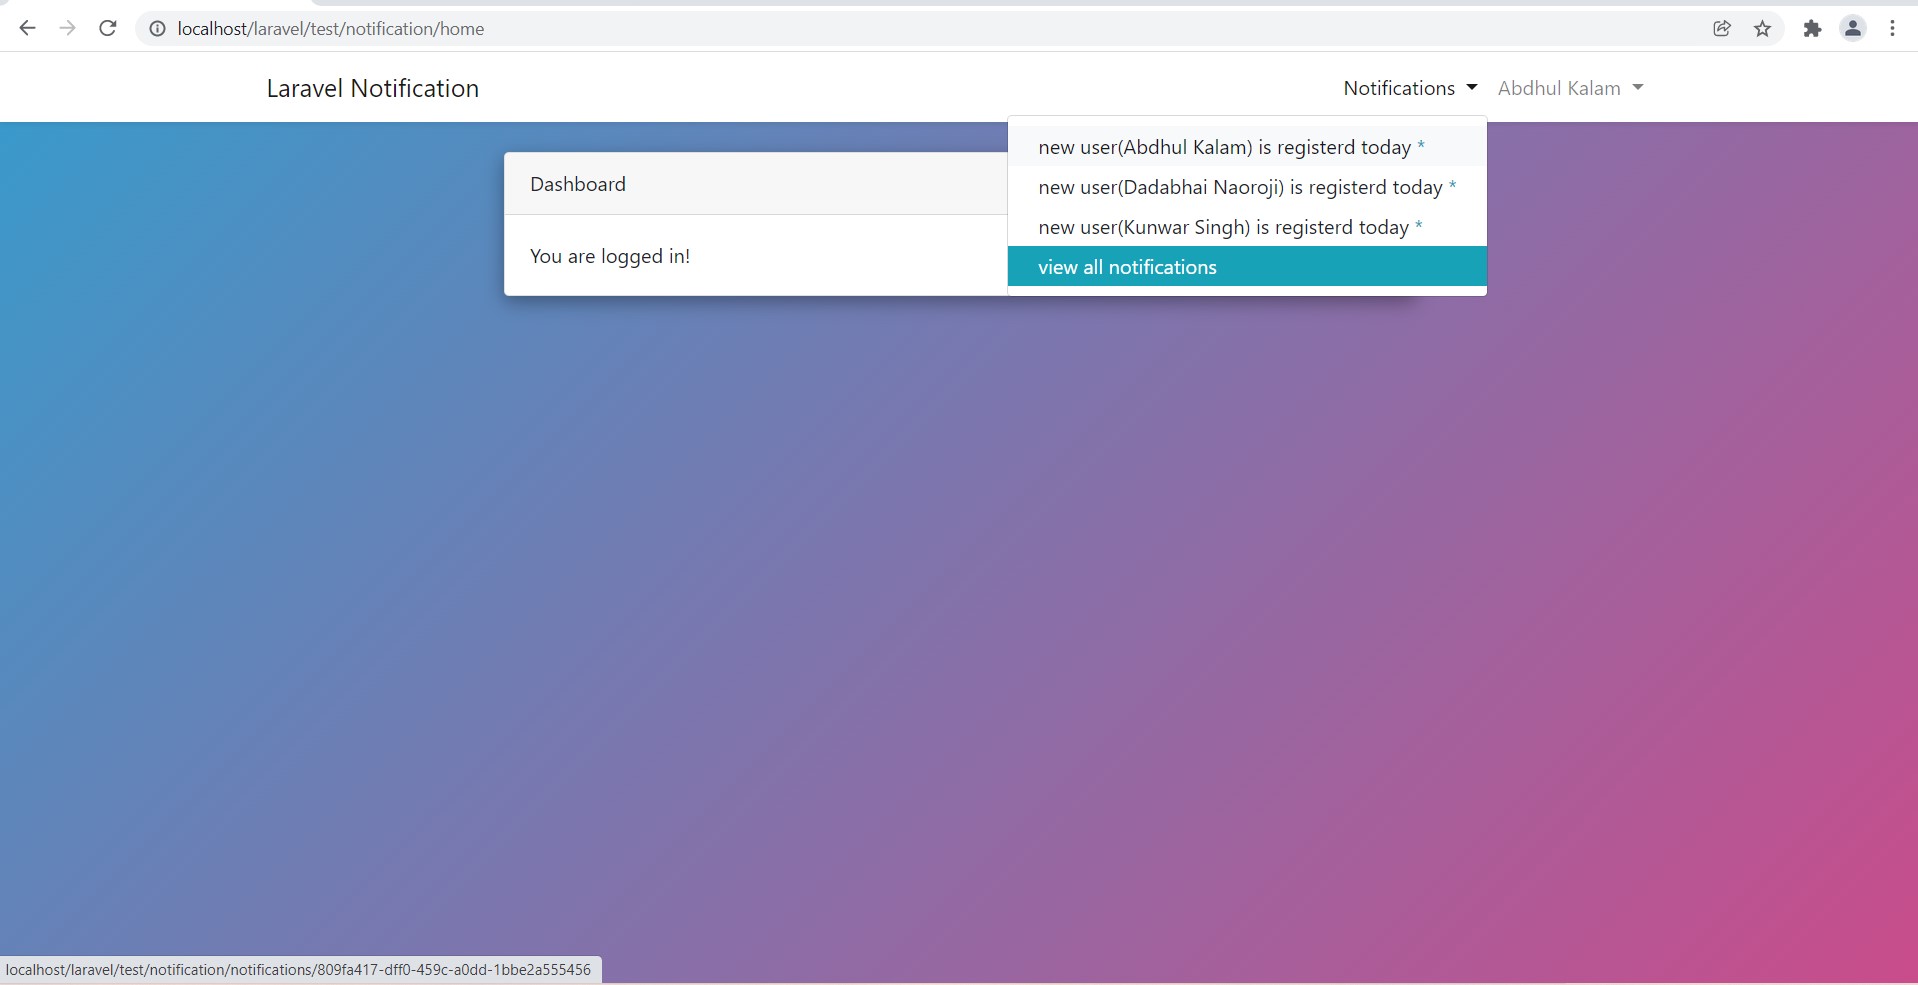 localhost/laravel/test/notification/home
Laravel Notification
Notifications
Abdhul Kalam
new user(Abdhul Kalam) is registerd today *
new user(Dadabhai Naoroji) is registerd today *
new user(Kunwar Singh) is registerd today *
view all notifications
Dashboard
You are logged in!
localhost/laravel/test/notification/notifications/809fa417-dff0-459c-a0dd-1bbe2a555456